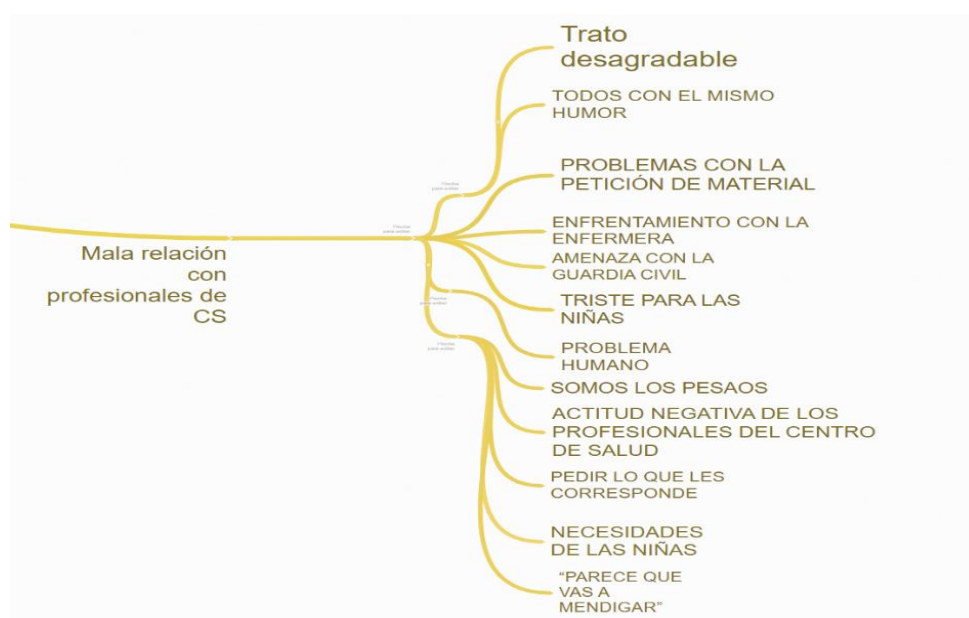 Trato
desagradable
TODOS CON EL MISMO
HUMOR
PROBLEMAS CON LA
PETICIÓN DE MATERIAL
ENFRENTAMIENTO CON LA
ENFERMERA
AMENAZA CON LA
GUARDIA CIVIL
TRISTE PARA LAS
NIÑAS
PROBLEMA
HUMANO
SOMOS LOS PESAOS
ACTITUD NEGATIVA DE LOS
PROFESIONALES DEL CENTRO
DE SALUD
PEDIR LO QUE LES
CORRESPONDE
NECESIDADES
DE LAS NIÑAS
“PARECE QUE
VAS A
MENDIGAR”
Mala relación
con
profesionales de
CS